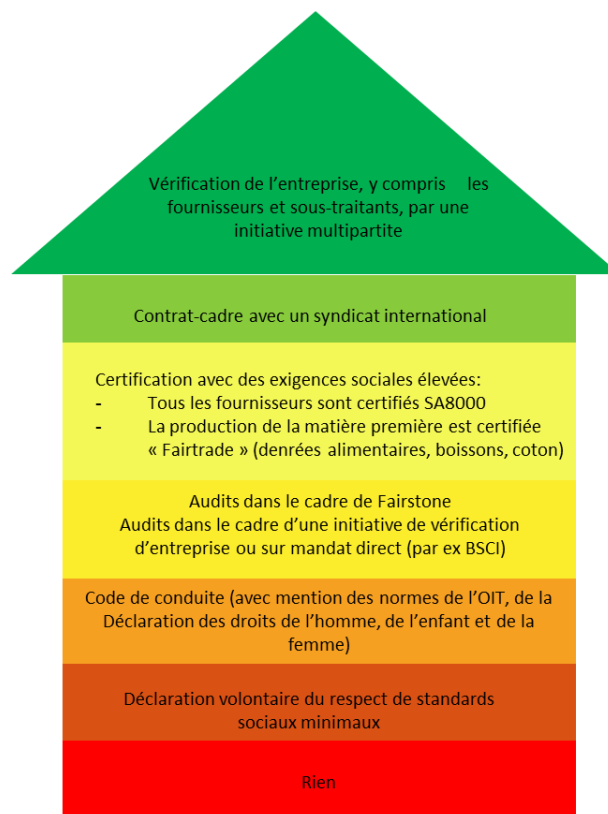 Vérification de l’entreprise, y compris les
fournisseurs et sous-traitants, par une
initiative multipartite
Contrat-cadre avec un syndicat international
Certification avec des exigences sociales élevées:
- Tous les fournisseurs sont certifiés SA8000
- La production de la matière première est certifiée
« Fairtrade » (denrées alimentaires, boissons, coton)
Audits dans le cadre de Fairstone
Audits dans le cadre d’une initiative de vérification
d’entreprise ou sur mandat direct (par ex BSCI)
Code de conduite (avec mention des normes de l’OIT, de la
Déclaration des droits de l’homme, de l’enfant et de la
femme)
Déclaration volontaire du respect de standards
sociaux minimaux
Rien